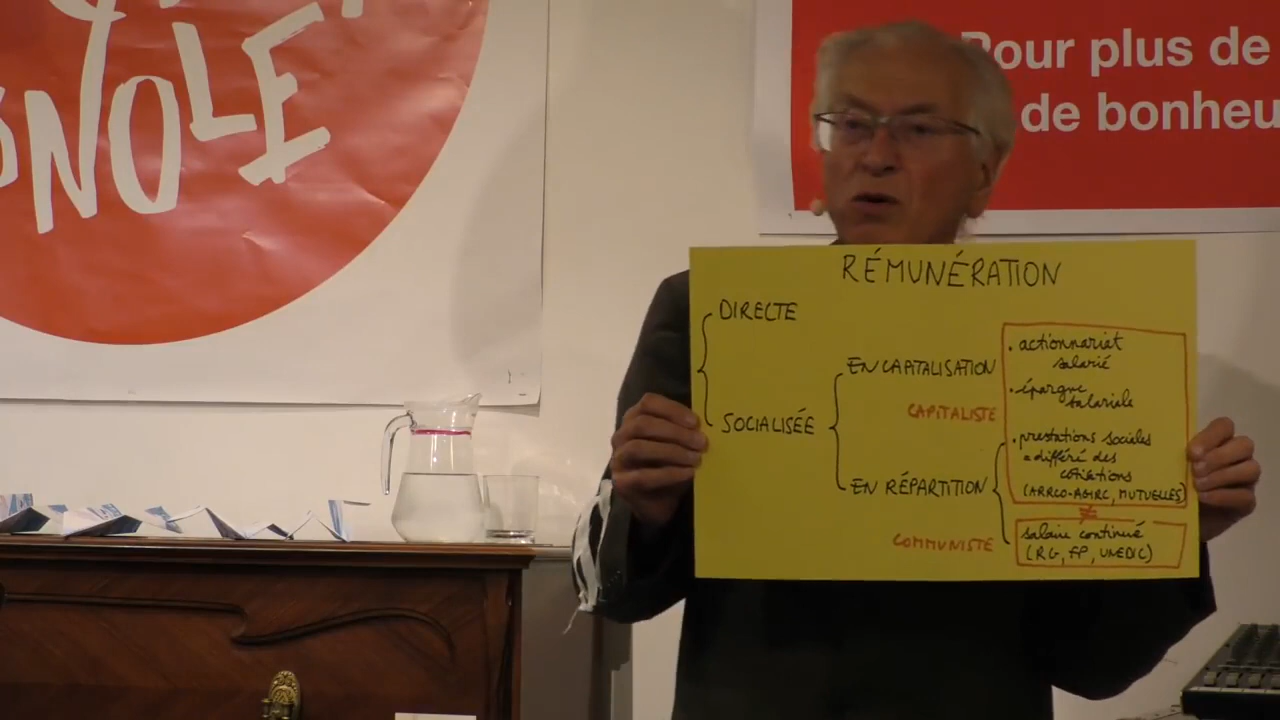 NOLE
Pour plus de
de bonheu
RÉMUNÉRATION
DIRECTE
SOCIALISÉE
EN CAPITALISATION
CAPITALISTE
EN RÉPARTITION
COMMUNISTE
. actionnariat
salarié
. épargne
salariale
. prestations sociales
= différé des
cotisations
(ARRCO-AGIRC, MUTUELLES)
≠
salaire continué
(RG, FP, UNEDIC)